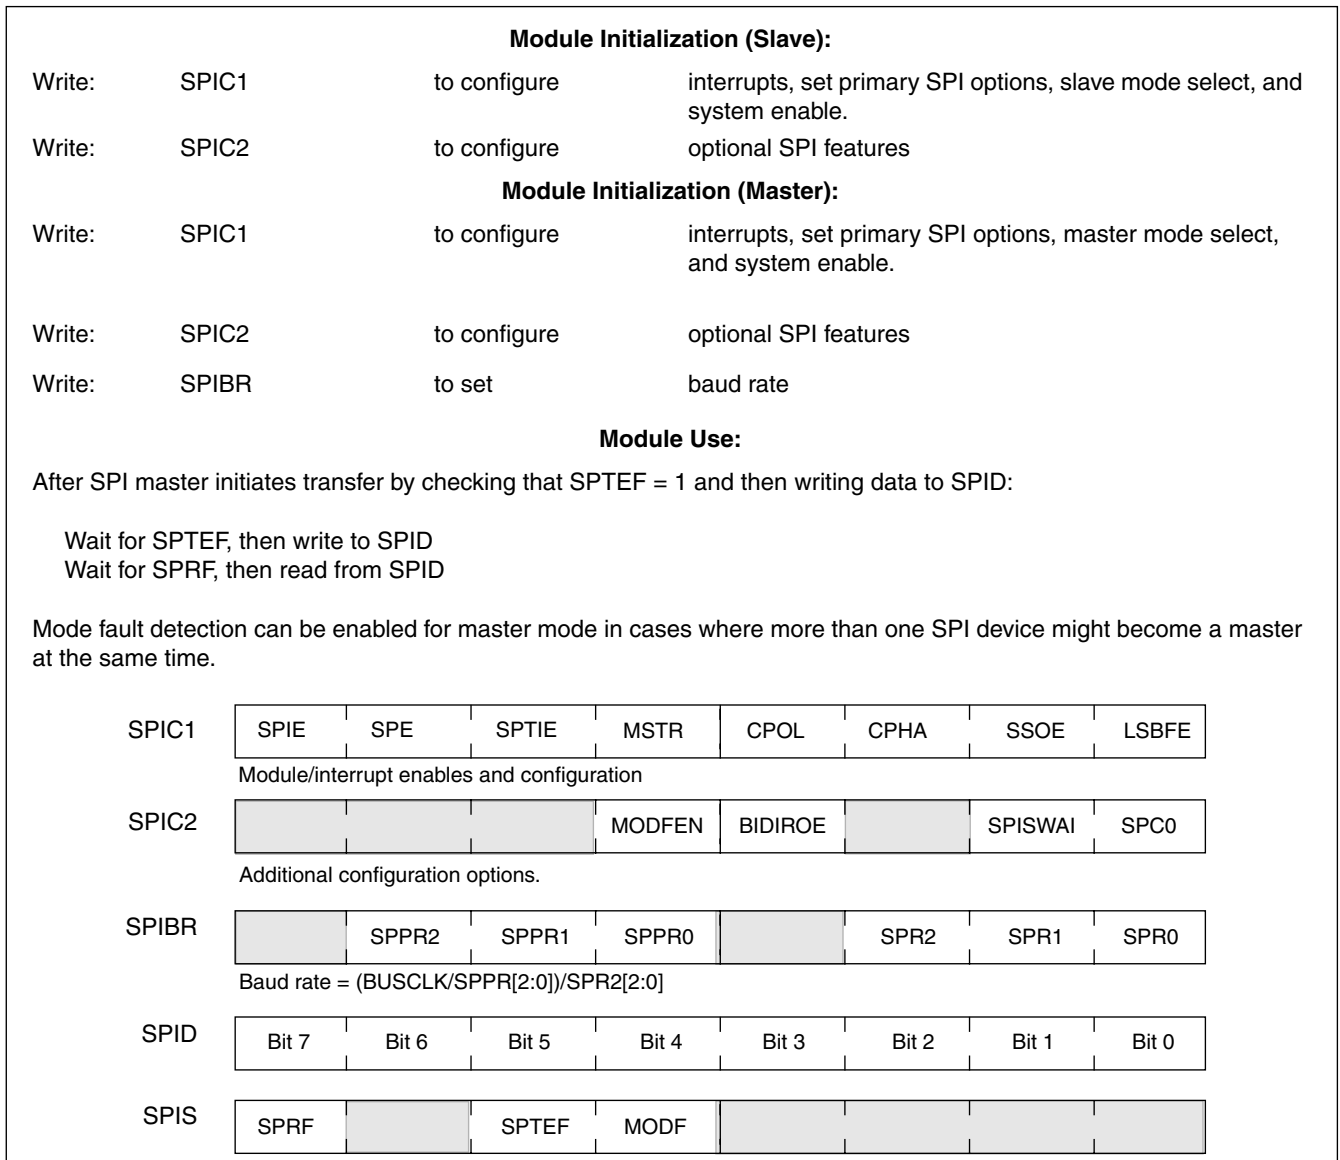 Module Initialization (Slave):
Write: SPIC1 to configure interrupts, set primary SPI options, slave mode select, and
system enable.
Write: SPIC2 to configure optional SPI features
Module Initialization (Master):
Write: SPIC1 to configure interrupts, set primary SPI options, master mode select,
and system enable.
Write: SPIC2 to configure optional SPI features
Write: SPIBR to set baud rate
Module Use:
After SPI master initiates transfer by checking that SPTEF = 1 and then writing data to SPID:
Wait for SPTEF, then write to SPID
Wait for SPRF, then read from SPID
Mode fault detection can be enabled for master mode in cases where more than one SPI device might become a master
at the same time.
SPIC1 SPIE SPE SPTIE MSTR CPOL CPHA SSOE LSBFE
Module/interrupt enables and configuration
SPIC2 MODFEN BIDIROE SPISWAI SPC0
Additional configuration options.
SPIBR SPPR2 SPPR1 SPPR0 SPR2 SPR1 SPR0
Baud rate = (BUSCLK/SPPR[2:0])/SPR2[2:0]
SPID Bit 7 Bit 6 Bit 5 Bit 4 Bit 3 Bit 2 Bit 1 Bit 0
SPIS SPRF SPTEF MODF